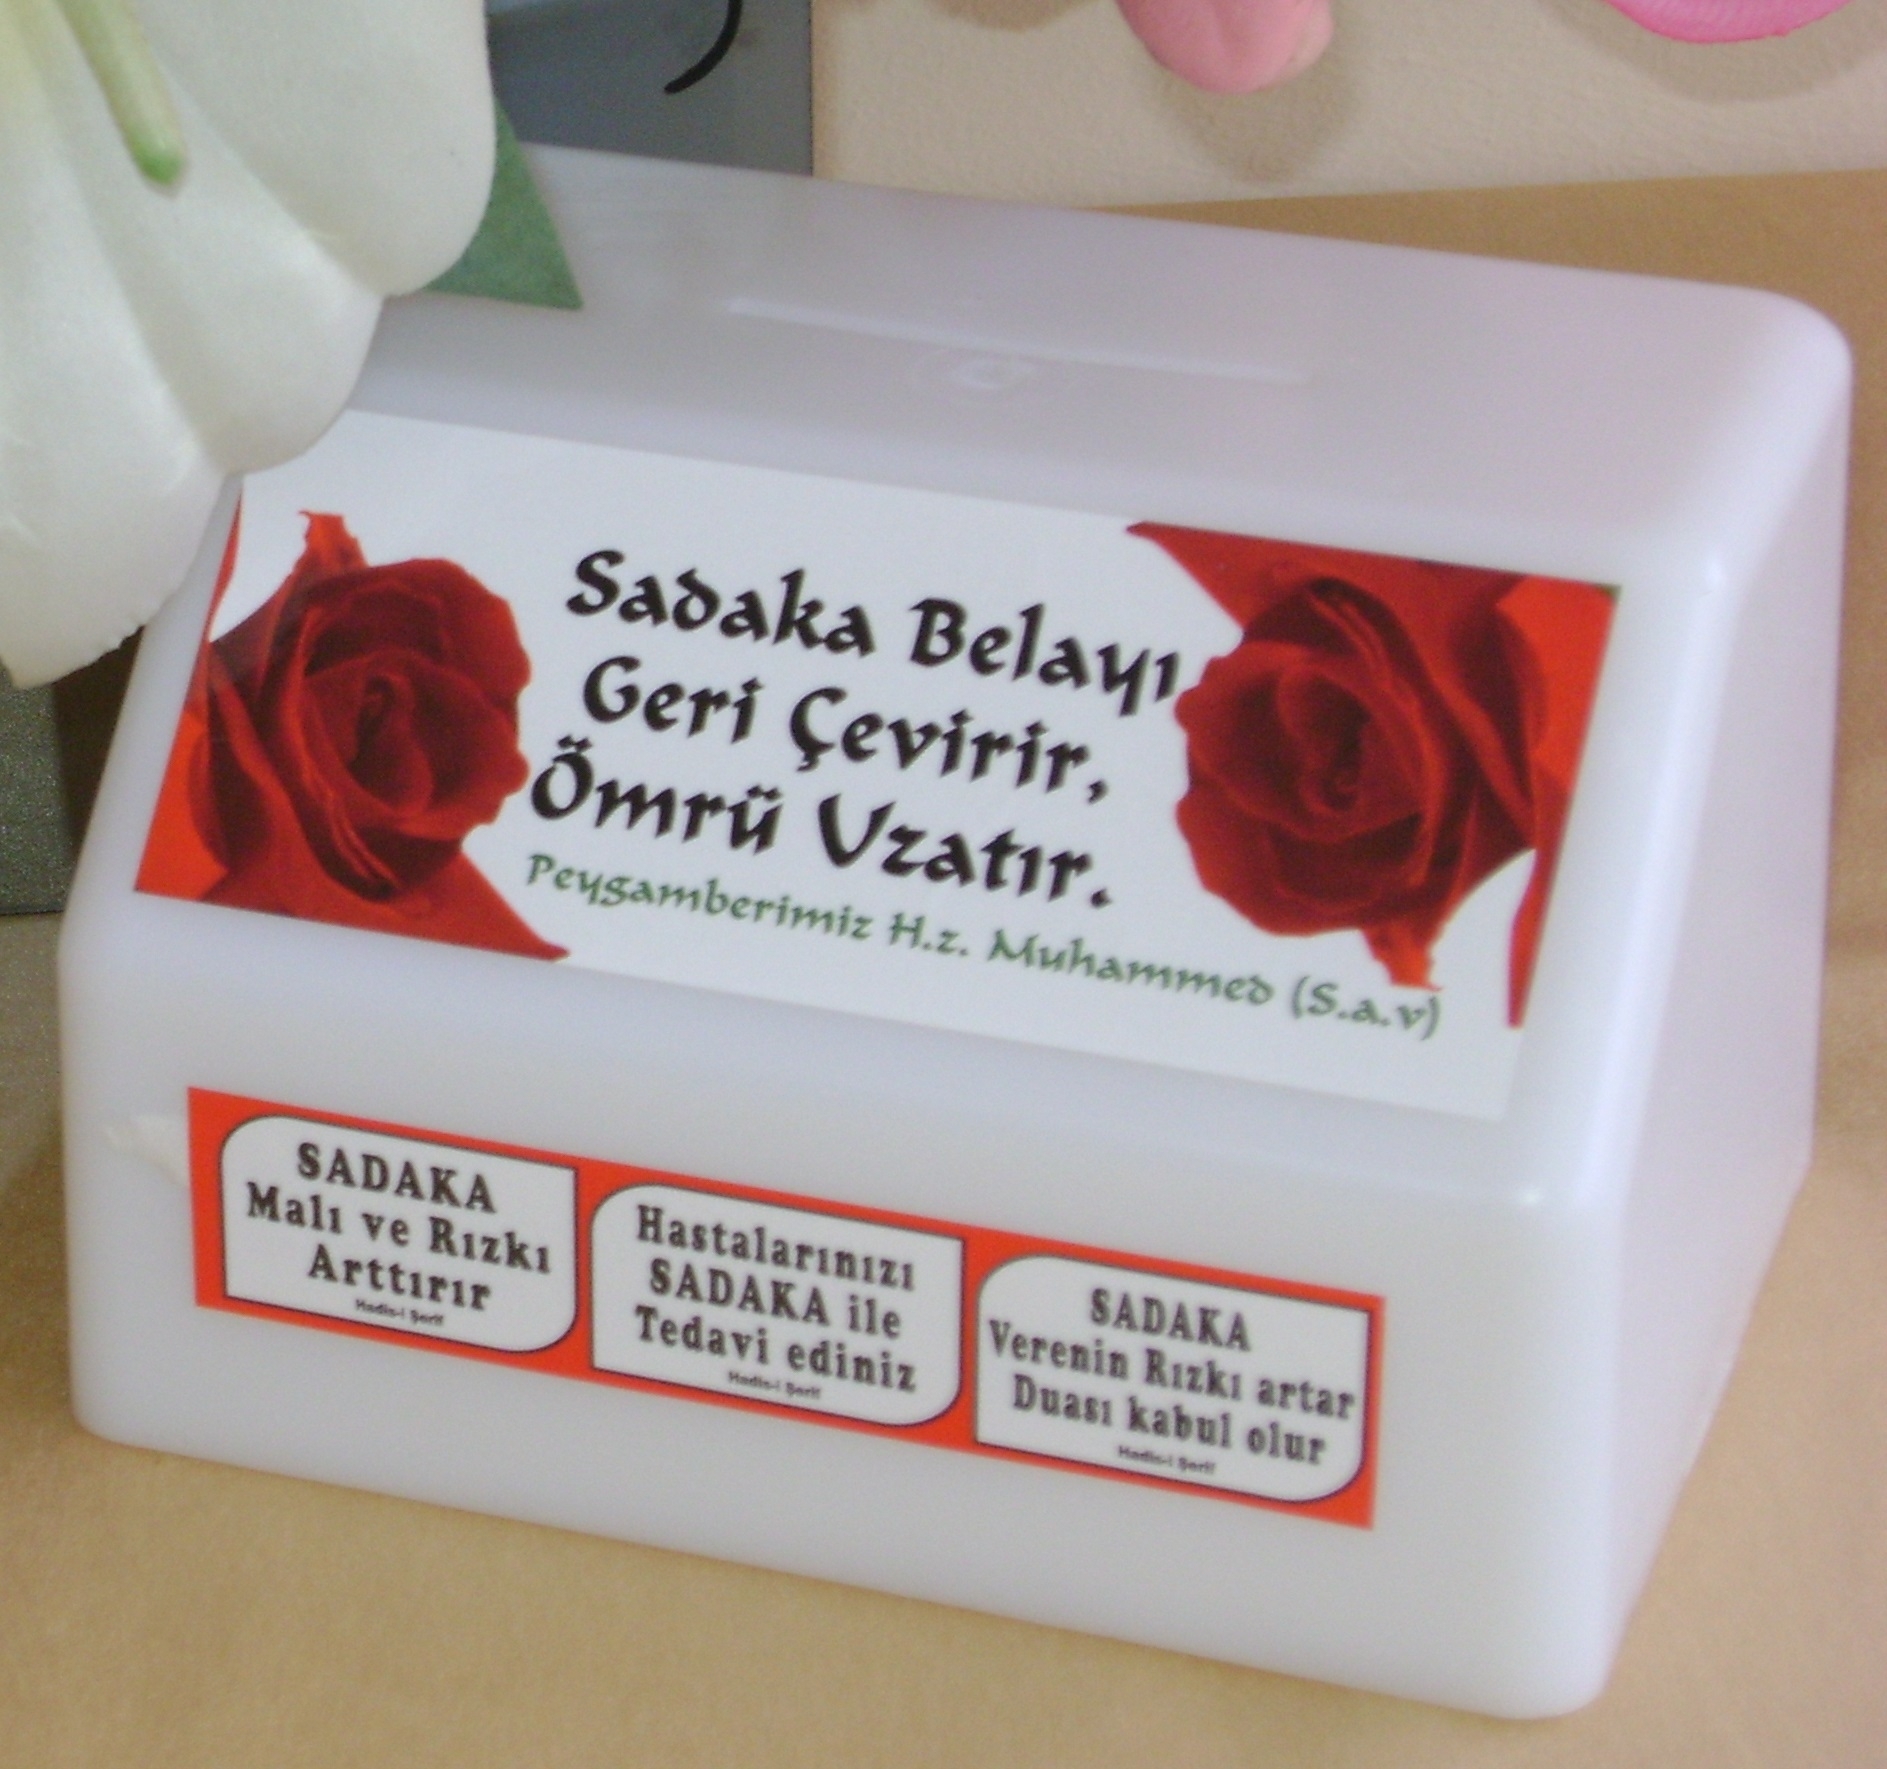 Sadaka Belayı
Geri Çevirir,
Ömrü Uzatır.
Peygamberimiz H.z. Muhammed (S.a.v)
SADAKA
Malı ve Rızkı
Arttırır
Hadis-i Şerif
Hastalarınızı
SADAKA ile
Tedavi ediniz
Hadis-i Şerif
SADAKA
Verenin Rızkı artar
Duası kabul olur
Hadis-i Şerif